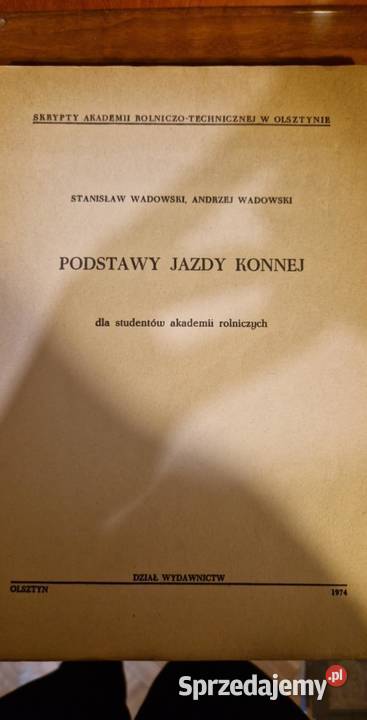 SKRYPTY AKADEMII ROLNICZO-TECHNICZNEJ W OLSZTYNIE
STANISŁAW WADOWSKI, ANDRZEJ WADOWSKI
PODSTAWY JAZDY KONNEJ
dla studentów akademii rolniczych
DZIAŁ WYDAWNICTW
OLSZTYN 1974
Sprzedajemy.pl